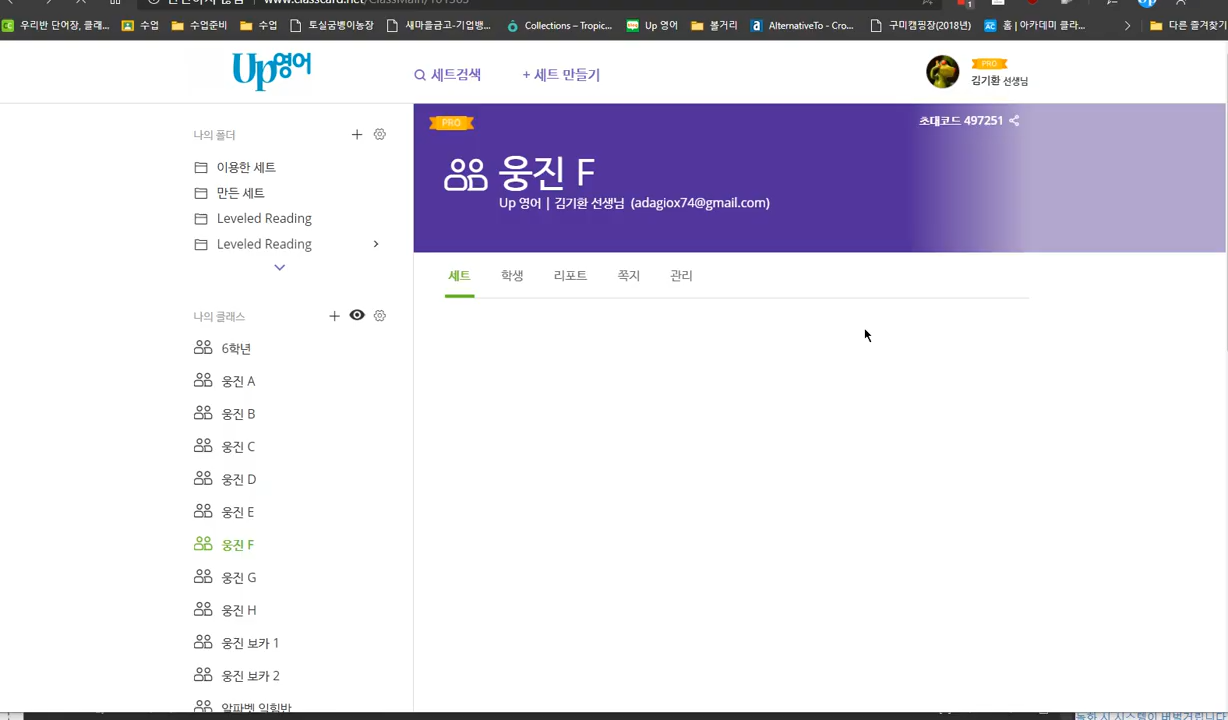 우리반 단어장, 클래... 수업 수업준비 수업 토실금벵이농장 새마을금고-기업뱅... Collections – Tropic... Up 영어 볼거리 AlternativeTo - Cro... 구미캠핑장(2018년) 홈 | 아카데미 클라... 다른 즐겨찾기
Up영어
세트검색
+ 세트 만들기
PRO
김기환 선생님
나의 폴더
이용한 세트
만든 세트
Leveled Reading
Leveled Reading
나의 클래스
6학년
웅진 A
웅진 B
웅진 C
웅진 D
웅진 E
웅진 F
웅진 G
웅진 H
웅진 보카 1
웅진 보카 2
PRO
초대코드 497251
웅진 F
Up 영어 | 김기환 선생님 (adagiox74@gmail.com)
세트 학생 리포트 쪽지 관리